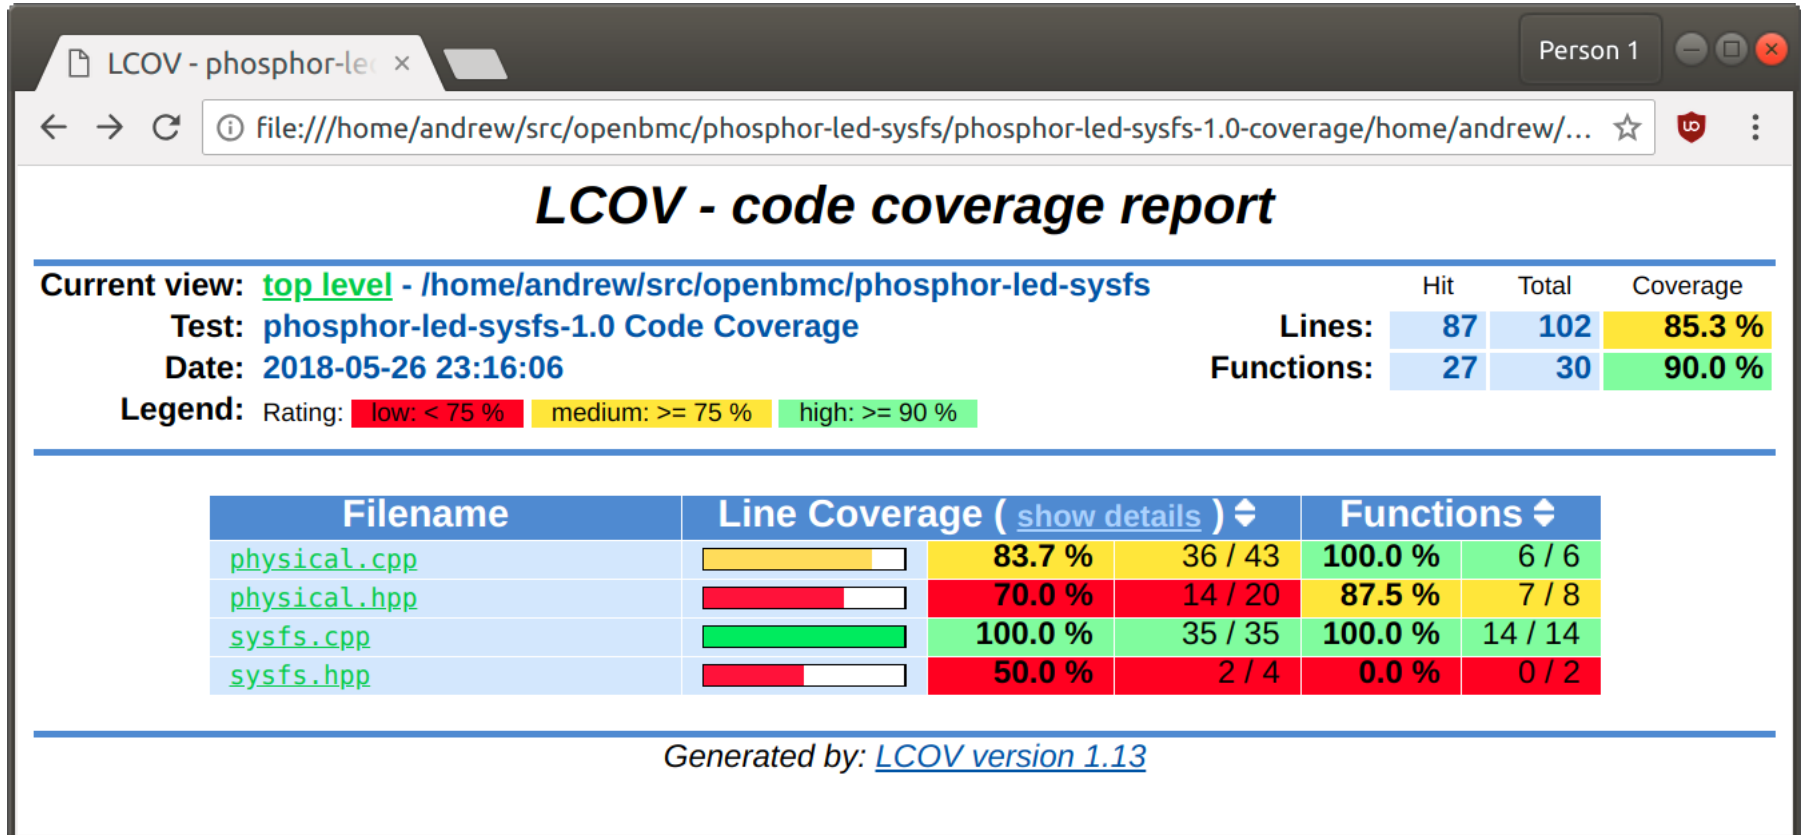 LCOV - phosphor-le
Person 1
file:///home/andrew/src/openbmc/phosphor-led-sysfs/phosphor-led-sysfs-1.0-coverage/home/andrew/...
LCOV - code coverage report
Current view: top level - /home/andrew/src/openbmc/phosphor-led-sysfs Hit Total Coverage
Test: phosphor-led-sysfs-1.0 Code Coverage Lines: 87 102 85.3 %
Date: 2018-05-26 23:16:06 Functions: 27 30 90.0 %
Legend: Rating: low: < 75 % medium: >= 75 % high: >= 90 %
Filename Line Coverage ( show details ) Functions
physical.cpp 83.7 % 36 / 43 100.0 % 6 / 6
physical.hpp 70.0 % 14 / 20 87.5 % 7 / 8
sysfs.cpp 100.0 % 35 / 35 100.0 % 14 / 14
sysfs.hpp 50.0 % 2 / 4 0.0 % 0 / 2
Generated by: LCOV version 1.13